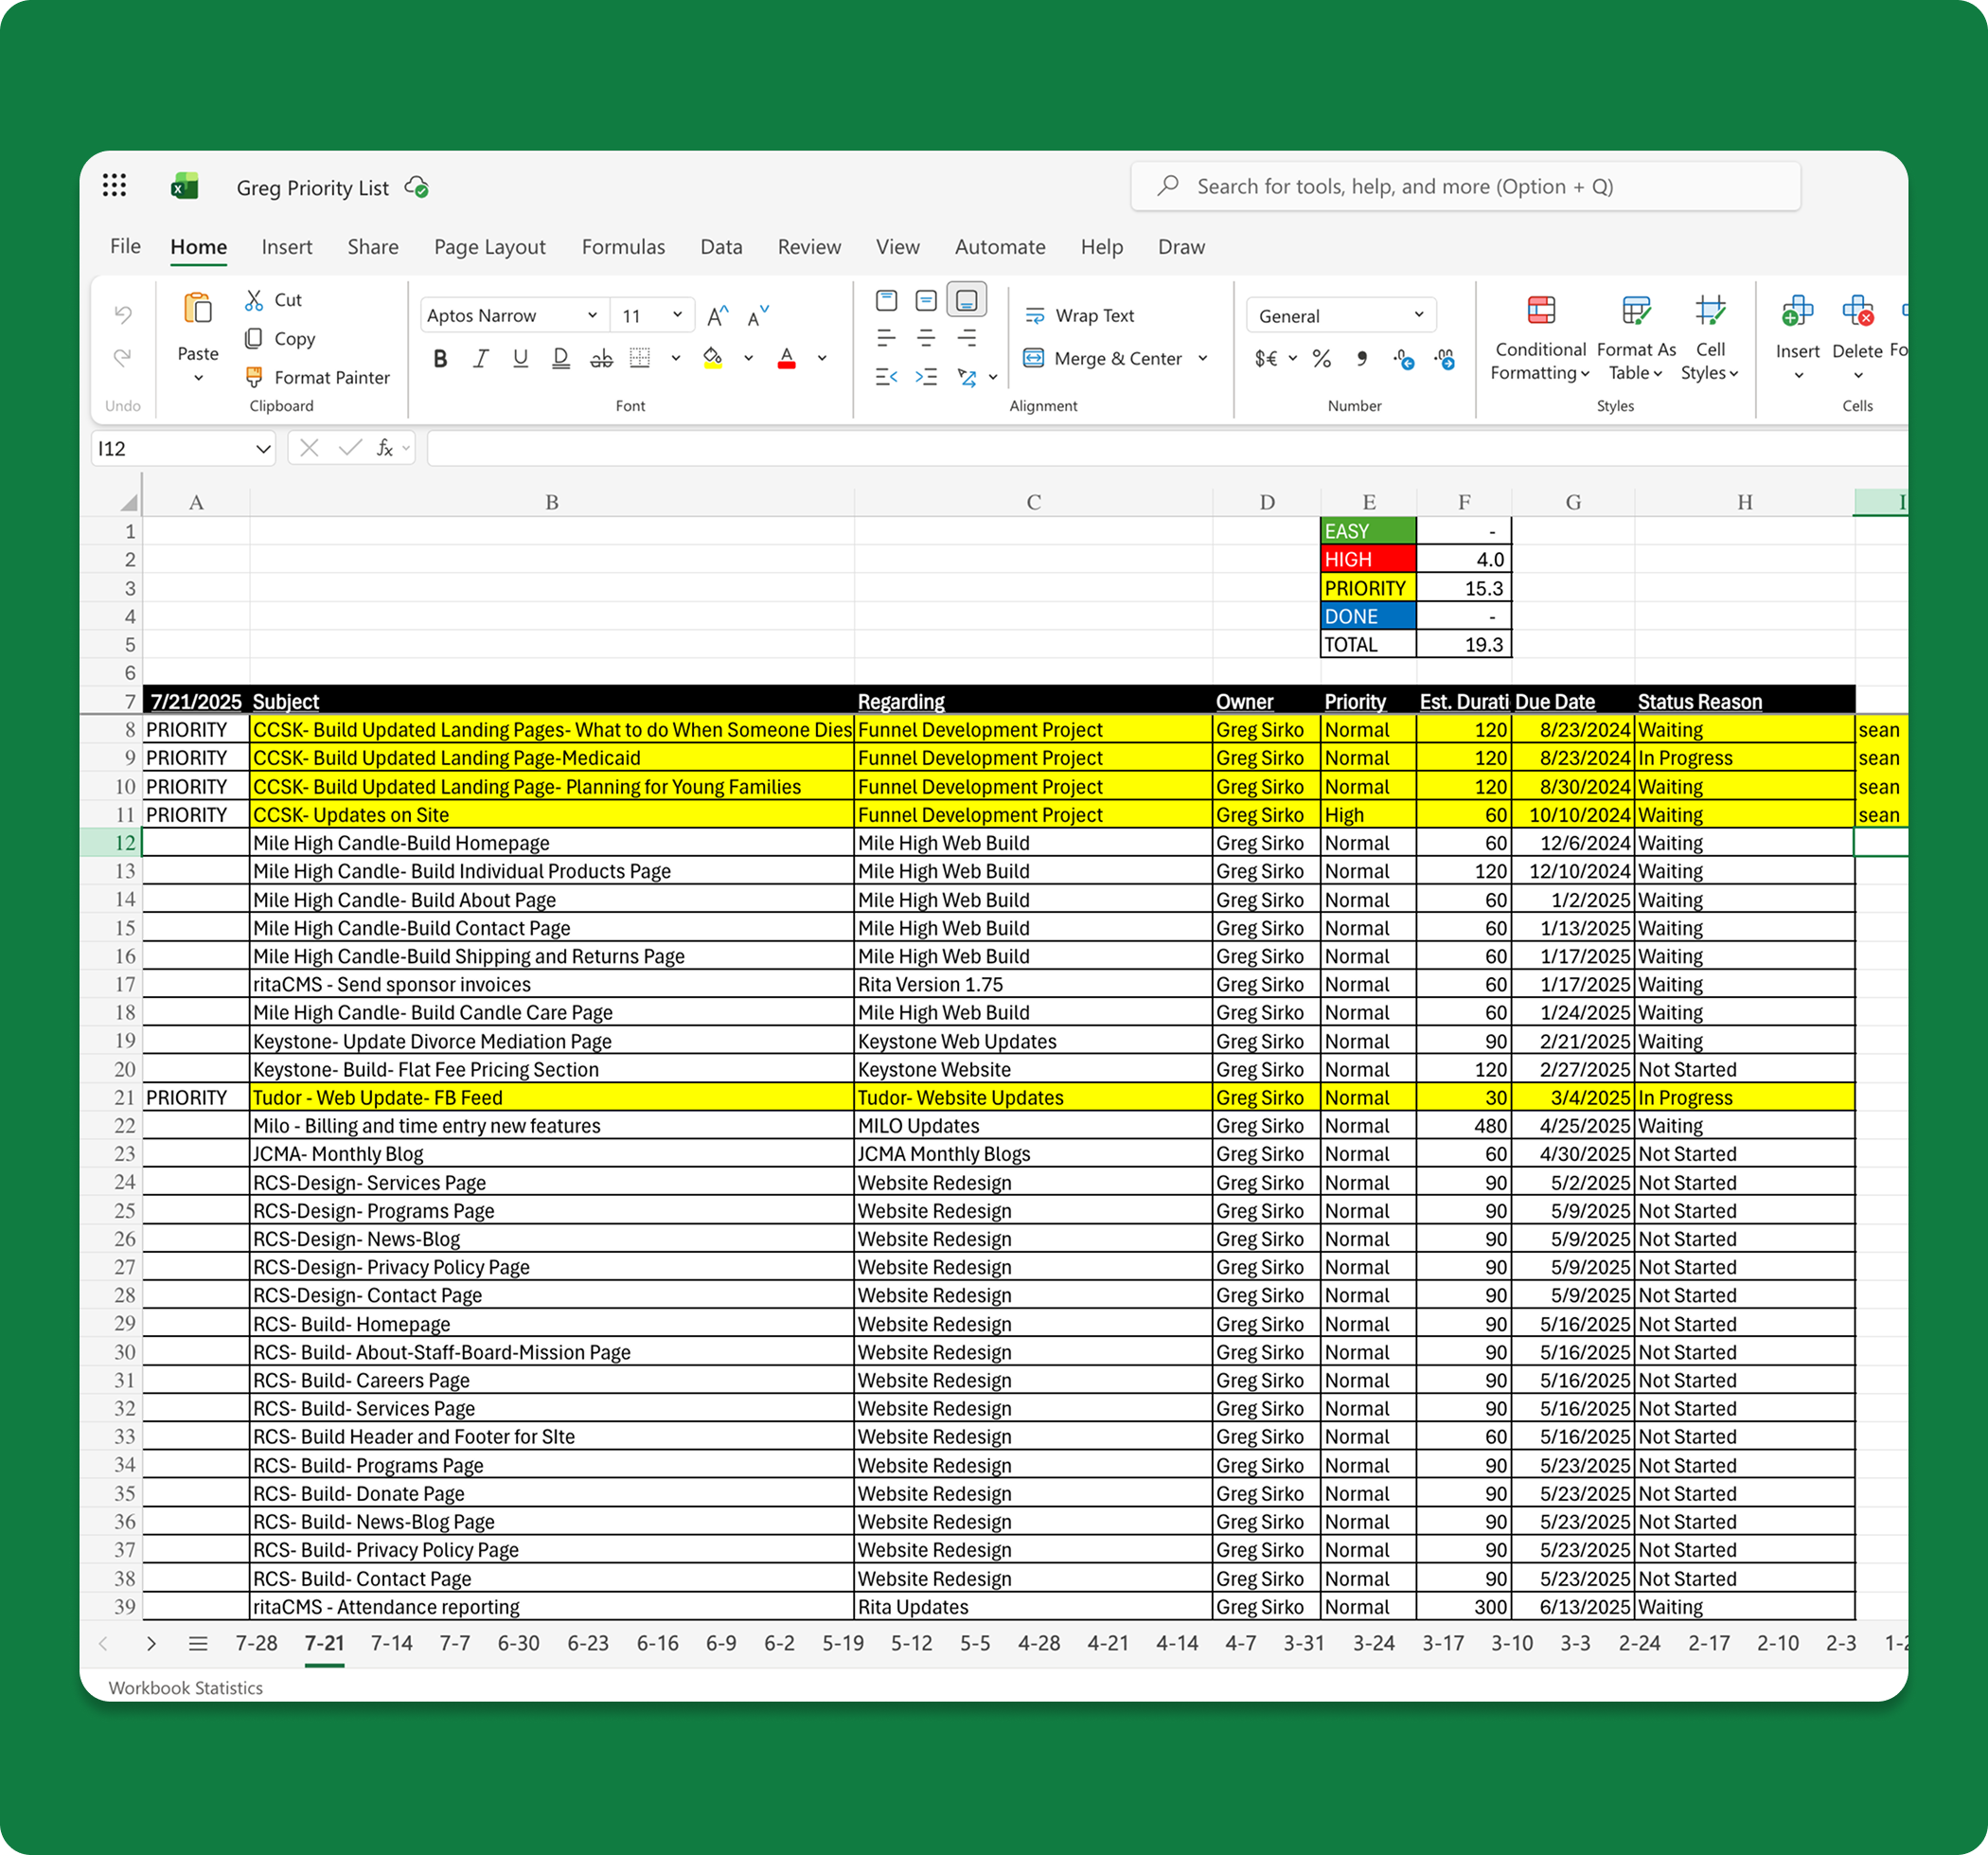 Greg Priority List
Search for tools, help, and more (Option + Q)
File Home Insert Share Page Layout Formulas Data Review View Automate Help Draw
Undo
Paste
Cut
Copy
Format Painter
Clipboard
Aptos Narrow 11
Font
Wrap Text
Merge & Center
Alignment
General
Number
Conditional Formatting
Format As Table
Cell Styles
Styles
Insert Delete Fo
Cells
I12
fx
A B C D E F G H I
1 EASY -
2 HIGH 4.0
3 PRIORITY 15.3
4 DONE -
5 TOTAL 19.3
6
7 7/21/2025 Subject Regarding Owner Priority Est. Durati Due Date Status Reason
8 PRIORITY CCSK- Build Updated Landing Pages- What to do When Someone Dies Funnel Development Project Greg Sirko Normal 120 8/23/2024 Waiting sean
9 PRIORITY CCSK- Build Updated Landing Page-Medicaid Funnel Development Project Greg Sirko Normal 120 8/23/2024 In Progress sean
10 PRIORITY CCSK- Build Updated Landing Page- Planning for Young Families Funnel Development Project Greg Sirko Normal 120 8/30/2024 Waiting sean
11 PRIORITY CCSK- Updates on Site Funnel Development Project Greg Sirko High 60 10/10/2024 Waiting sean
12 Mile High Candle-Build Homepage Mile High Web Build Greg Sirko Normal 60 12/6/2024 Waiting
13 Mile High Candle- Build Individual Products Page Mile High Web Build Greg Sirko Normal 120 12/10/2024 Waiting
14 Mile High Candle- Build About Page Mile High Web Build Greg Sirko Normal 60 1/2/2025 Waiting
15 Mile High Candle-Build Contact Page Mile High Web Build Greg Sirko Normal 60 1/13/2025 Waiting
16 Mile High Candle-Build Shipping and Returns Page Mile High Web Build Greg Sirko Normal 60 1/17/2025 Waiting
17 ritaCMS - Send sponsor invoices Rita Version 1.75 Greg Sirko Normal 60 1/17/2025 Waiting
18 Mile High Candle- Build Candle Care Page Mile High Web Build Greg Sirko Normal 60 1/24/2025 Waiting
19 Keystone- Update Divorce Mediation Page Keystone Web Updates Greg Sirko Normal 90 2/21/2025 Waiting
20 Keystone- Build- Flat Fee Pricing Section Keystone Website Greg Sirko Normal 120 2/27/2025 Not Started
21 PRIORITY Tudor - Web Update- FB Feed Tudor- Website Updates Greg Sirko Normal 30 3/4/2025 In Progress
22 Milo - Billing and time entry new features MILO Updates Greg Sirko Normal 480 4/25/2025 Waiting
23 JCMA- Monthly Blog JCMA Monthly Blogs Greg Sirko Normal 60 4/30/2025 Not Started
24 RCS-Design- Services Page Website Redesign Greg Sirko Normal 90 5/2/2025 Not Started
25 RCS-Design- Programs Page Website Redesign Greg Sirko Normal 90 5/9/2025 Not Started
26 RCS-Design- News-Blog Website Redesign Greg Sirko Normal 90 5/9/2025 Not Started
27 RCS-Design- Privacy Policy Page Website Redesign Greg Sirko Normal 90 5/9/2025 Not Started
28 RCS-Design- Contact Page Website Redesign Greg Sirko Normal 90 5/9/2025 Not Started
29 RCS- Build- Homepage Website Redesign Greg Sirko Normal 90 5/16/2025 Not Started
30 RCS- Build- About-Staff-Board-Mission Page Website Redesign Greg Sirko Normal 90 5/16/2025 Not Started
31 RCS- Build- Careers Page Website Redesign Greg Sirko Normal 90 5/16/2025 Not Started
32 RCS- Build- Services Page Website Redesign Greg Sirko Normal 90 5/16/2025 Not Started
33 RCS- Build Header and Footer for SIte Website Redesign Greg Sirko Normal 60 5/16/2025 Not Started
34 RCS- Build- Programs Page Website Redesign Greg Sirko Normal 90 5/23/2025 Not Started
35 RCS- Build- Donate Page Website Redesign Greg Sirko Normal 90 5/23/2025 Not Started
36 RCS- Build- News-Blog Page Website Redesign Greg Sirko Normal 90 5/23/2025 Not Started
37 RCS- Build- Privacy Policy Page Website Redesign Greg Sirko Normal 90 5/23/2025 Not Started
38 RCS- Build- Contact Page Website Redesign Greg Sirko Normal 90 5/23/2025 Not Started
39 ritaCMS - Attendance reporting Rita Updates Greg Sirko Normal 300 6/13/2025 Waiting
7-28 7-21 7-14 7-7 6-30 6-23 6-16 6-9 6-2 5-19 5-12 5-5 4-28 4-21 4-14 4-7 3-31 3-24 3-17 3-10 3-3 2-24 2-17 2-10 2-3
Workbook Statistics